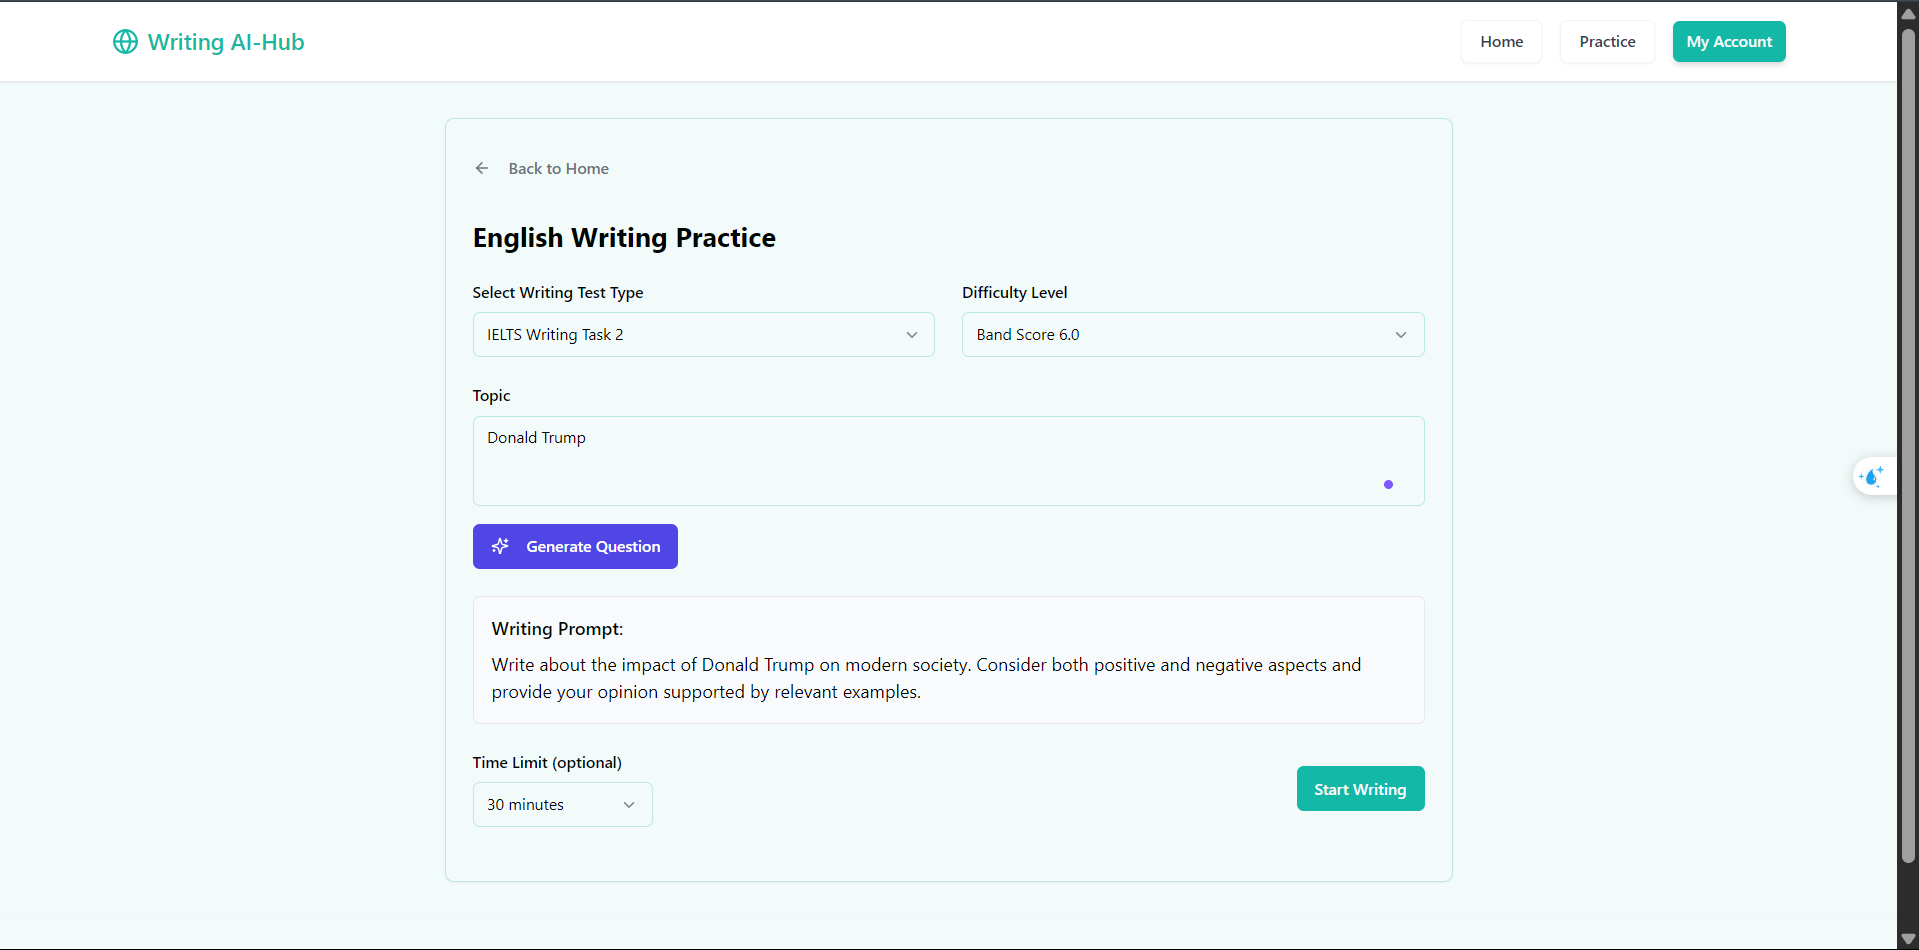 Writing AI-Hub
Home
Practice
My Account
Back to Home
English Writing Practice
Select Writing Test Type
Difficulty Level
IELTS Writing Task 2
Band Score 6.0
Topic
Donald Trump
Generate Question
Writing Prompt:
Write about the impact of Donald Trump on modern society. Consider both positive and negative aspects and
provide your opinion supported by relevant examples.
Time Limit (optional)
30 minutes
Start Writing